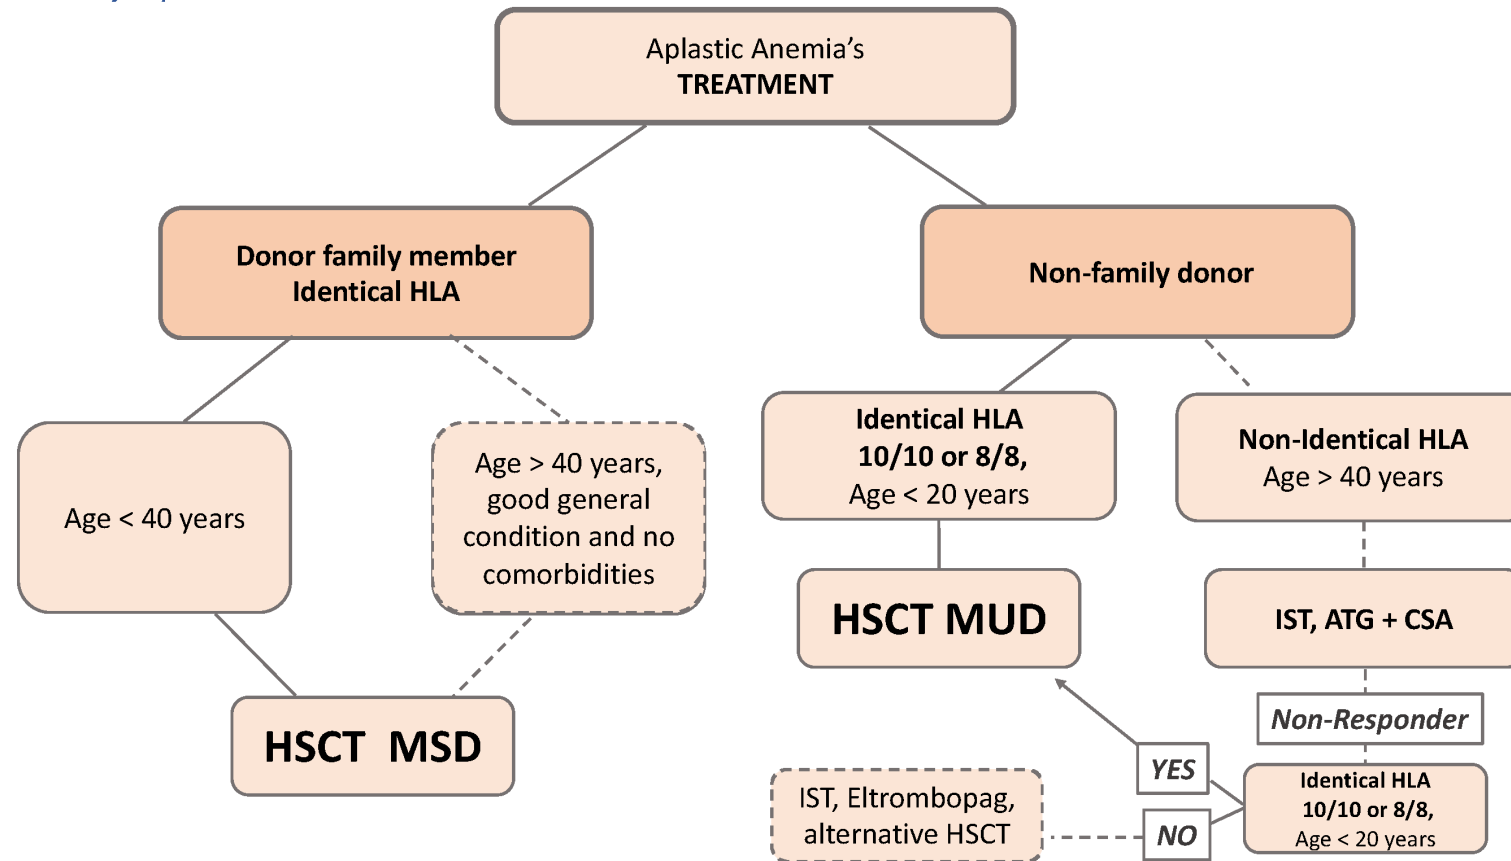 Aplastic Anemia's
TREATMENT
Donor family member
Identical HLA
Non-family donor
Age < 40 years
Age > 40 years,
good general
condition and no
comorbidities
HSCT MSD
Identical HLA
10/10 or 8/8,
Age < 20 years
Non-Identical HLA
Age > 40 years
HSCT MUD
IST, ATG + CSA
Non-Responder
YES
NO
Identical HLA
10/10 or 8/8,
Age < 20 years
IST, Eltrombopag,
alternative HSCT